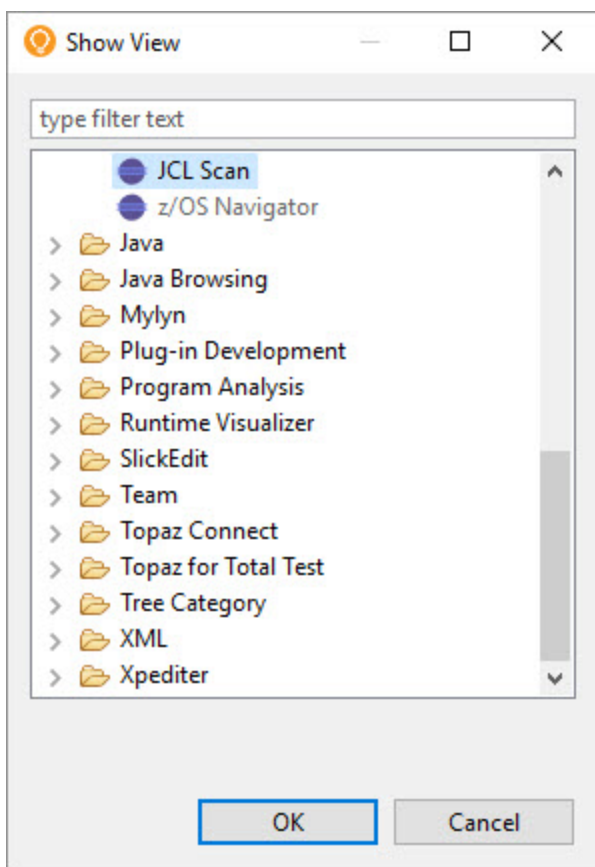 Show View
type filter text
JCL Scan
z/OS Navigator
Java
Java Browsing
Mylyn
Plug-in Development
Program Analysis
Runtime Visualizer
SlickEdit
Team
Topaz Connect
Topaz for Total Test
Tree Category
XML
Xpediter
OK Cancel